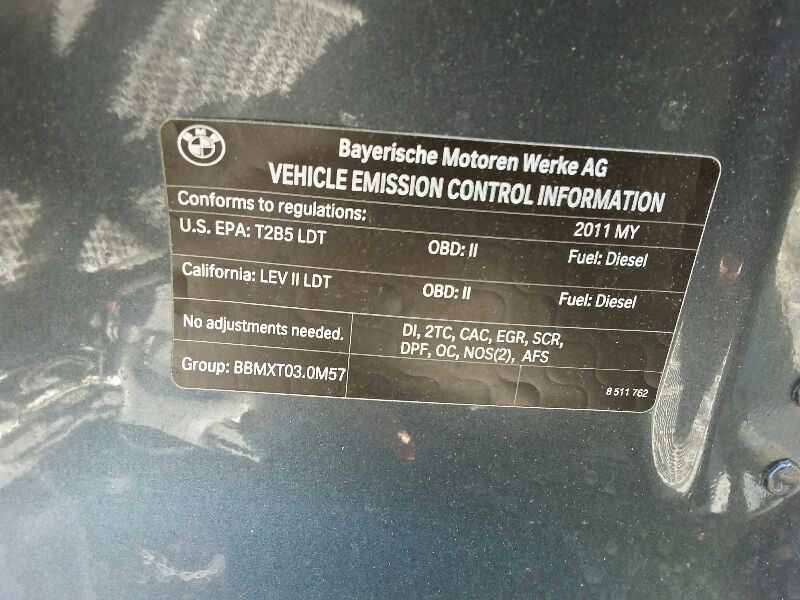 BMW
Bayerische Motoren Werke AG
VEHICLE EMISSION CONTROL INFORMATION
Conforms to regulations: 2011 MY
U.S. EPA: T2B5 LDT OBD: II Fuel: Diesel
California: LEV II LDT OBD: II Fuel: Diesel
No adjustments needed. DI, 2TC, CAC, EGR, SCR,
DPF, OC, NOS(2), AFS
Group: BBMXT03.0M57
8 511 762